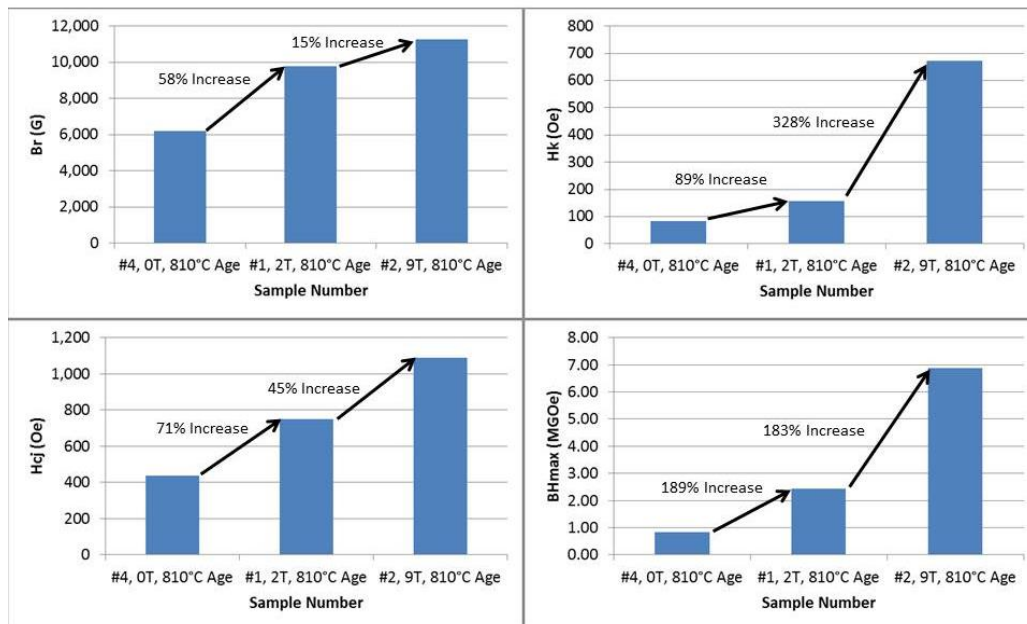 12,000
10,000
8,000
6,000
4,000
2,000
0
Br (G)
58% Increase
15% Increase
#4, 0T, 810°C Age #1, 2T, 810°C Age #2, 9T, 810°C Age
Sample Number
800
700
600
500
400
300
200
100
0
Hk (Oe)
89% Increase
328% Increase
#4, 0T, 810°C Age #1, 2T, 810°C Age #2, 9T, 810°C Age
Sample Number
1,200
1,000
800
600
400
200
0
Hcj (Oe)
71% Increase
45% Increase
#4, 0T, 810°C Age #1, 2T, 810°C Age #2, 9T, 810°C Age
Sample Number
8.00
7.00
6.00
5.00
4.00
3.00
2.00
1.00
0.00
BHmax (MGOe)
189% Increase
183% Increase
#4, 0T, 810°C Age #1, 2T, 810°C Age #2, 9T, 810°C Age
Sample Number